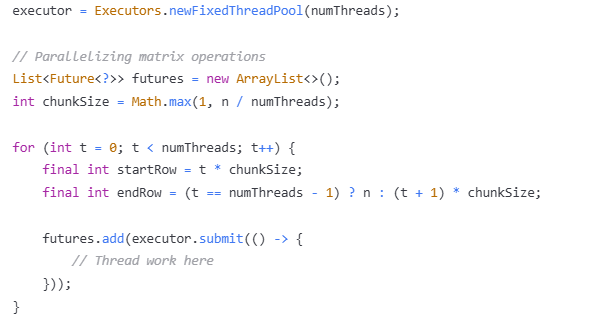 executor = Executors.newFixedThreadPool(numThreads);
// Parallelizing matrix operations
List<Future<?>> futures = new ArrayList<>();
int chunkSize = Math.max(1, n / numThreads);
for (int t = 0; t < numThreads; t++) {
    final int startRow = t * chunkSize;
    final int endRow = (t == numThreads - 1) ? n : (t + 1) * chunkSize;
    futures.add(executor.submit(() -> {
        // Thread work here
    }));
}